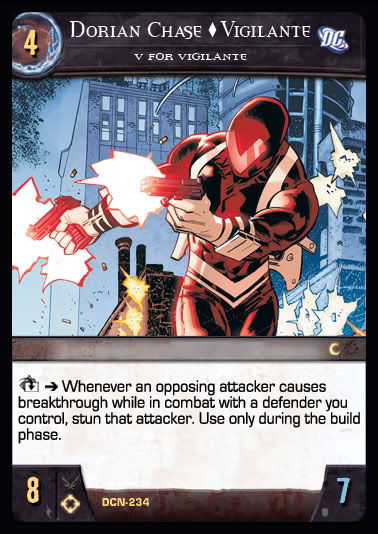 4
DORIAN CHASE ♦ VIGILANTE
DC
V FOR VIGILANTE
C
➔ Whenever an opposing attacker causes
breakthrough while in combat with a defender you
control, stun that attacker. Use only during the build
phase.
8
DCN-234
7